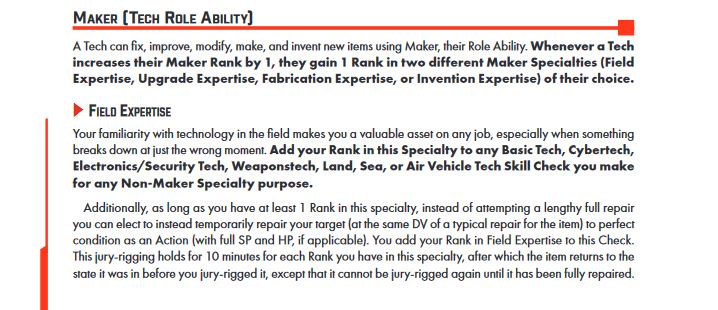 Maker (Tech Role Ability)
A Tech can fix, improve, modify, make, and invent new items using Maker, their Role Ability. Whenever a Tech
increases their Maker Rank by 1, they gain 1 Rank in two different Maker Specialties (Field
Expertise, Upgrade Expertise, Fabrication Expertise, or Invention Expertise) of their choice.
Field Expertise
Your familiarity with technology in the field makes you a valuable asset on any job, especially when something
breaks down at just the wrong moment. Add your Rank in this Specialty to any Basic Tech, Cybertech,
Electronics/Security Tech, Weaponstech, Land, Sea, or Air Vehicle Tech Skill Check you make
for any Non-Maker Specialty purpose.
Additionally, as long as you have at least 1 Rank in this specialty, instead of attempting a lengthy full repair
you can elect to instead temporarily repair your target (at the same DV of a typical repair for the item) to perfect
condition as an Action (with full SP and HP, if applicable). You add your Rank in Field Expertise to this Check.
This jury-rigging holds for 10 minutes for each Rank you have in this specialty, after which the item returns to the
state it was in before you jury-rigged it, except that it cannot be jury-rigged again until it has been fully repaired.